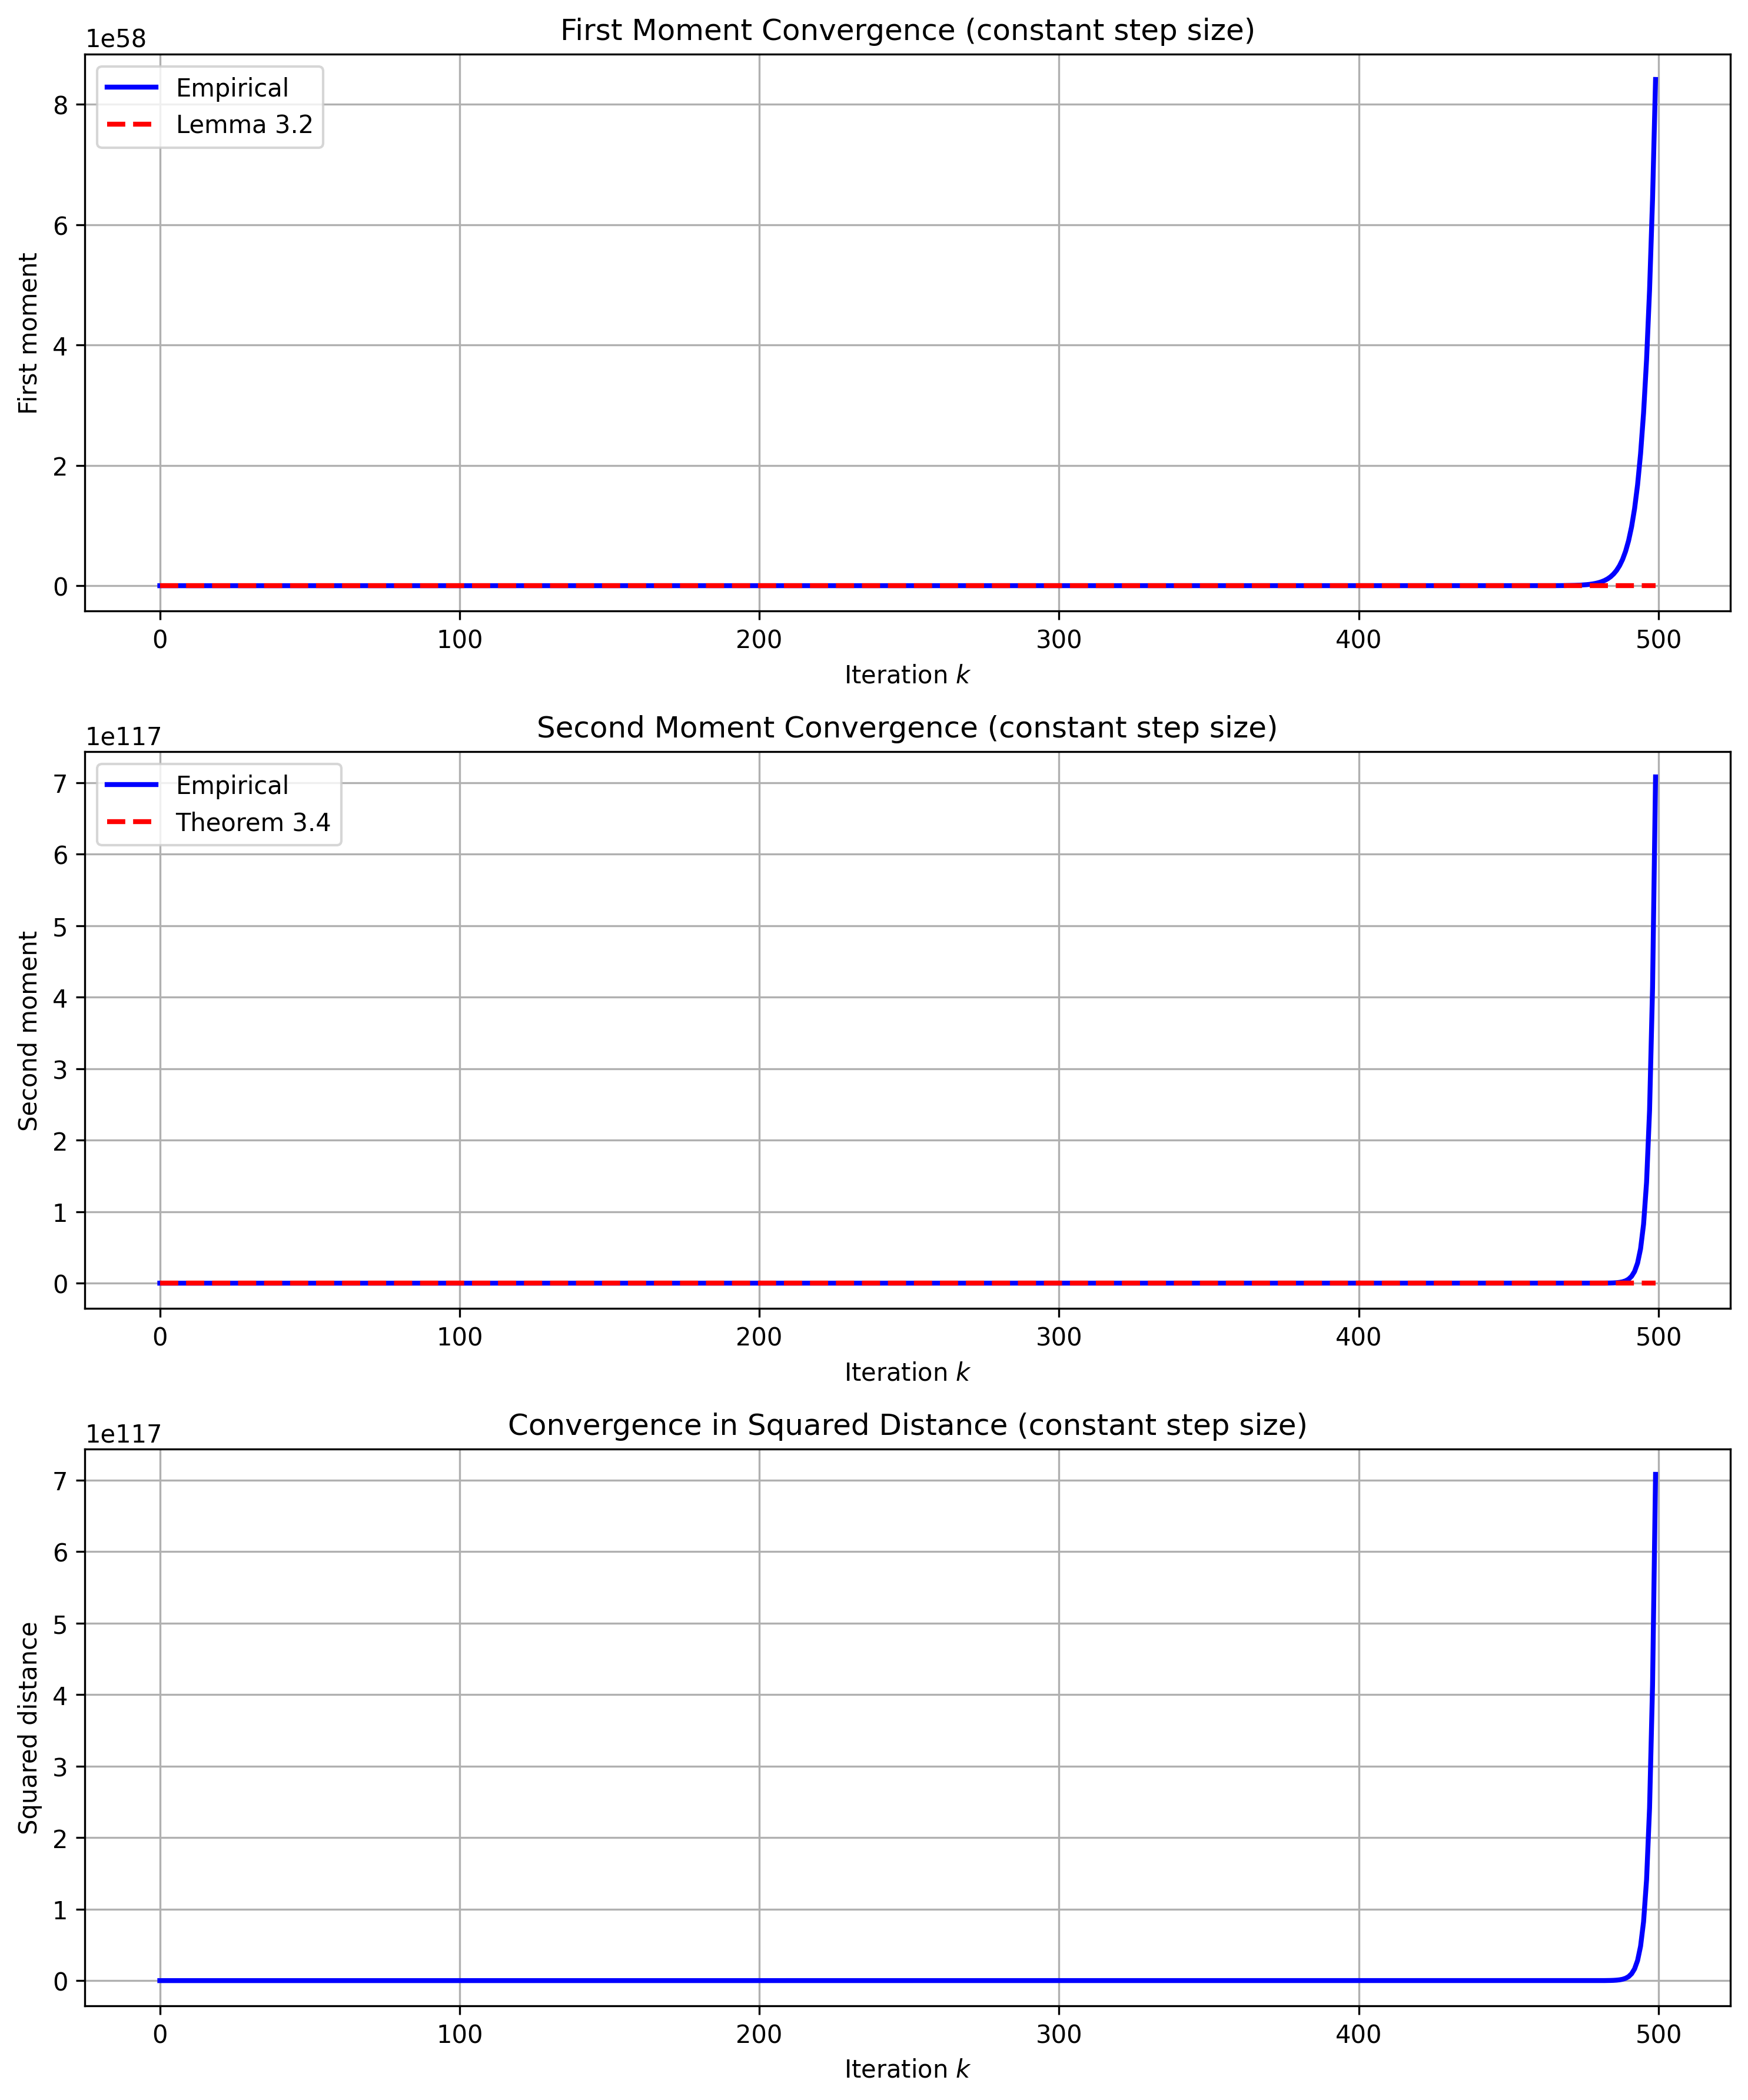 First Moment Convergence (constant step size)
1e58
Empirical
Lemma 3.2
8
6
4
2
0
First moment
0 100 200 300 400 500
Iteration k
Second Moment Convergence (constant step size)
1e117
Empirical
Theorem 3.4
7
6
5
4
3
2
1
0
Second moment
0 100 200 300 400 500
Iteration k
Convergence in Squared Distance (constant step size)
1e117
7
6
5
4
3
2
1
0
Squared distance
0 100 200 300 400 500
Iteration k